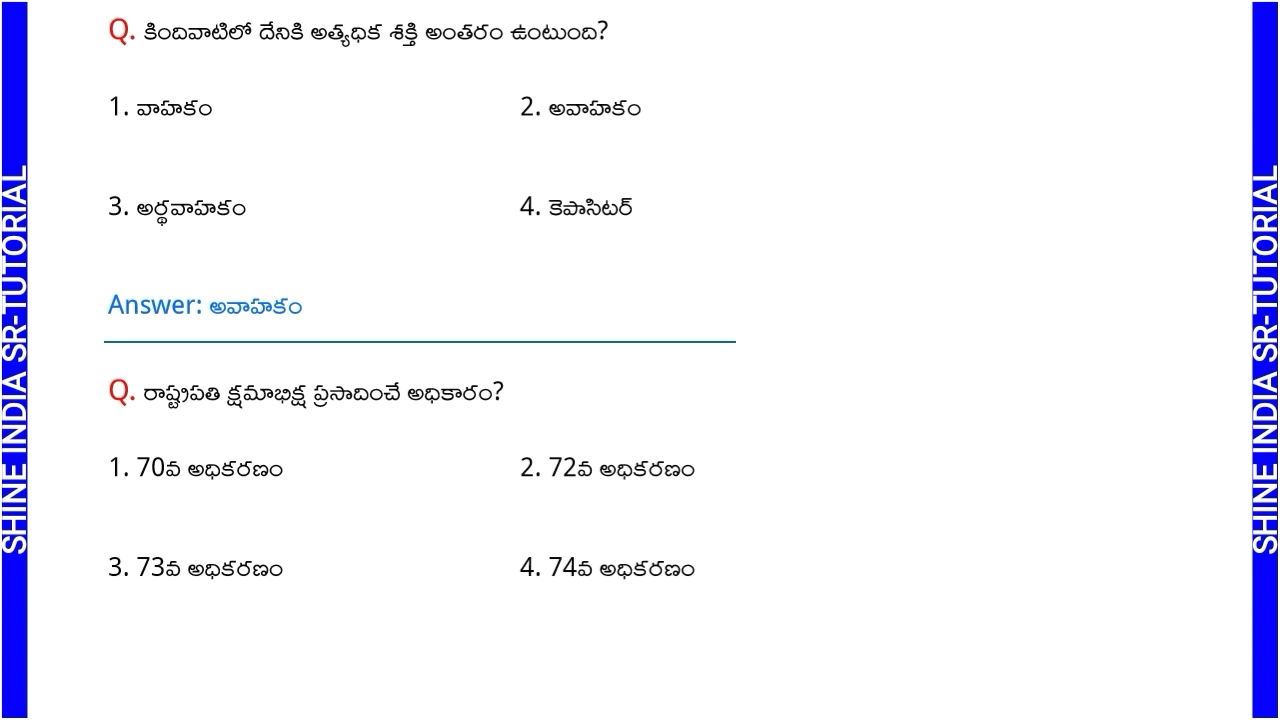 Q. కిందివాటిలో దేనికి అత్యధిక శక్తి అంతరం ఉంటుంది?
1. వాహకం
2. అవాహకం
3. అర్థవాహకం
4. కెపాసిటర్
Answer: అవాహకం
Q. రాష్ట్రపతి క్షమాభిక్ష ప్రసాదించే అధికారం?
1. 70వ అధికరణం
2. 72వ అధికరణం
3. 73వ అధికరణం
4. 74వ అధికరణం
SHINE INDIA SR-TUTORIAL
SHINE INDIA SR-TUTORIAL